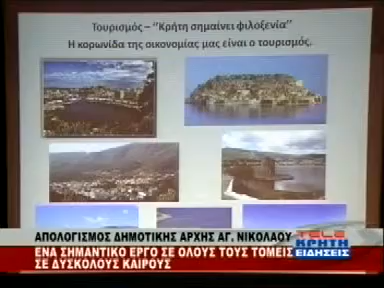 Τουρισμός – "Κρήτη σημαίνει φιλοξενία"
Η κορωνίδα της οικονομίας μας είναι ο τουρισμός.
ΑΠΟΛΟΓΙΣΜΟΣ ΔΗΜΟΤΙΚΗΣ ΑΡΧΗΣ ΑΓ. ΝΙΚΟΛΑΟΥ
ΕΝΑ ΣΗΜΑΝΤΙΚΟ ΕΡΓΟ ΣΕ ΟΛΟΥΣ ΤΟΥΣ ΤΟΜΕΙΣ
ΣΕ ΔΥΣΚΟΛΟΥΣ ΚΑΙΡΟΥΣ
TELE
ΚΡΗΤΗ
ΕΙΔΗΣΕΙΣ